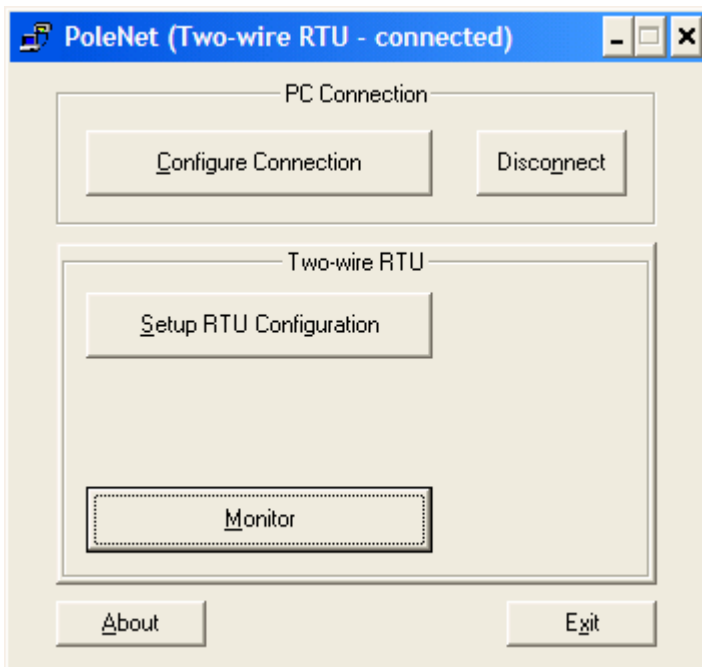 PoleNet (Two-wire RTU - connected)
PC Connection
Configure Connection
Disconnect
Two-wire RTU
Setup RTU Configuration
Monitor
About
Exit